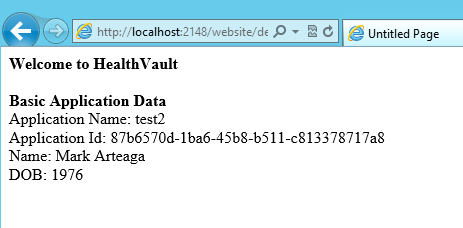 http://localhost:2148/website/de
Untitled Page
Welcome to HealthVault
Basic Application Data
Application Name: test2
Application Id: 87b6570d-1ba6-45b8-b511-c813378717a8
Name: Mark Arteaga
DOB: 1976